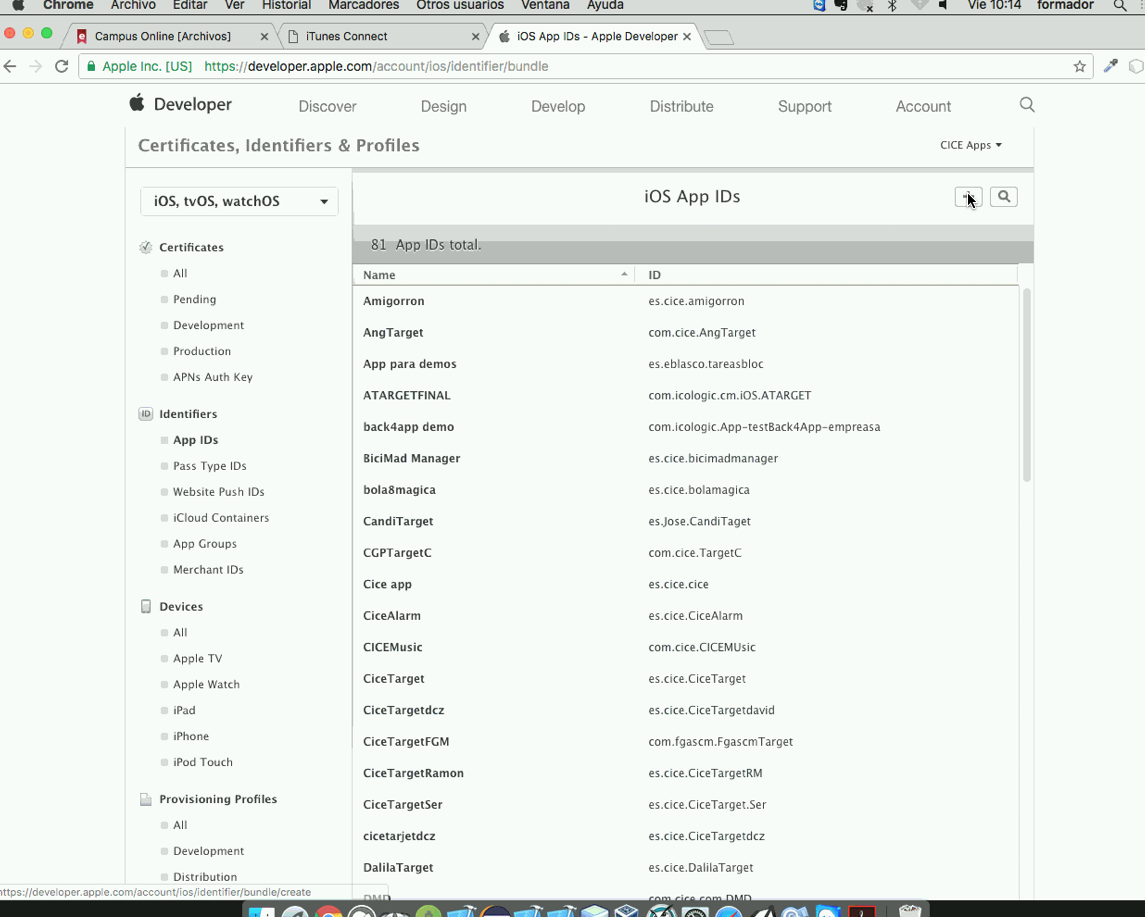 Chrome Archivo Editar Ver Historial Marcadores Otros usuarios Ventana Ayuda Vie 10:14 formador
Campus Online [Archivos] iTunes Connect iOS App IDs - Apple Developer
Apple Inc. [US] https://developer.apple.com/account/ios/identifier/bundle
Developer Discover Design Develop Distribute Support Account
Certificates, Identifiers & Profiles CICE Apps
iOS, tvOS, watchOS
Certificates
All
Pending
Development
Production
APNs Auth Key
ID Identifiers
App IDs
Pass Type IDs
Website Push IDs
iCloud Containers
App Groups
Merchant IDs
Devices
All
Apple TV
Apple Watch
iPad
iPhone
iPod Touch
Provisioning Profiles
All
Development
Distribution
iOS App IDs
81 App IDs total.
Name ID
Amigorron es.cice.amigorron
AngTarget com.cice.AngTarget
App para demos es.eblasco.tareasbloc
ATARGETFINAL com.icologic.cm.iOS.ATARGET
back4app demo com.icologic.App-testBack4App-empreasa
BiciMad Manager es.cice.bicimadmanager
bola8magica es.cice.bolamagica
CandiTarget es.Jose.CandiTaget
CGPTargetC com.cice.TargetC
Cice app es.cice.cice
CiceAlarm es.cice.CiceAlarm
CICEMusic com.cice.CICEMUsic
CiceTarget es.cice.CiceTarget
CiceTargetdcz es.cice.CiceTargetdavid
CiceTargetFGM com.fgascm.FgascmTarget
CiceTargetRamon es.cice.CiceTargetRM
CiceTargetSer es.cice.CiceTarget.Ser
cicetarjetdcz es.cice.CiceTargetdcz
DalilaTarget es.cice.DalilaTarget
DMD com.cice.com.DMD
https://developer.apple.com/account/ios/identifier/bundle/create